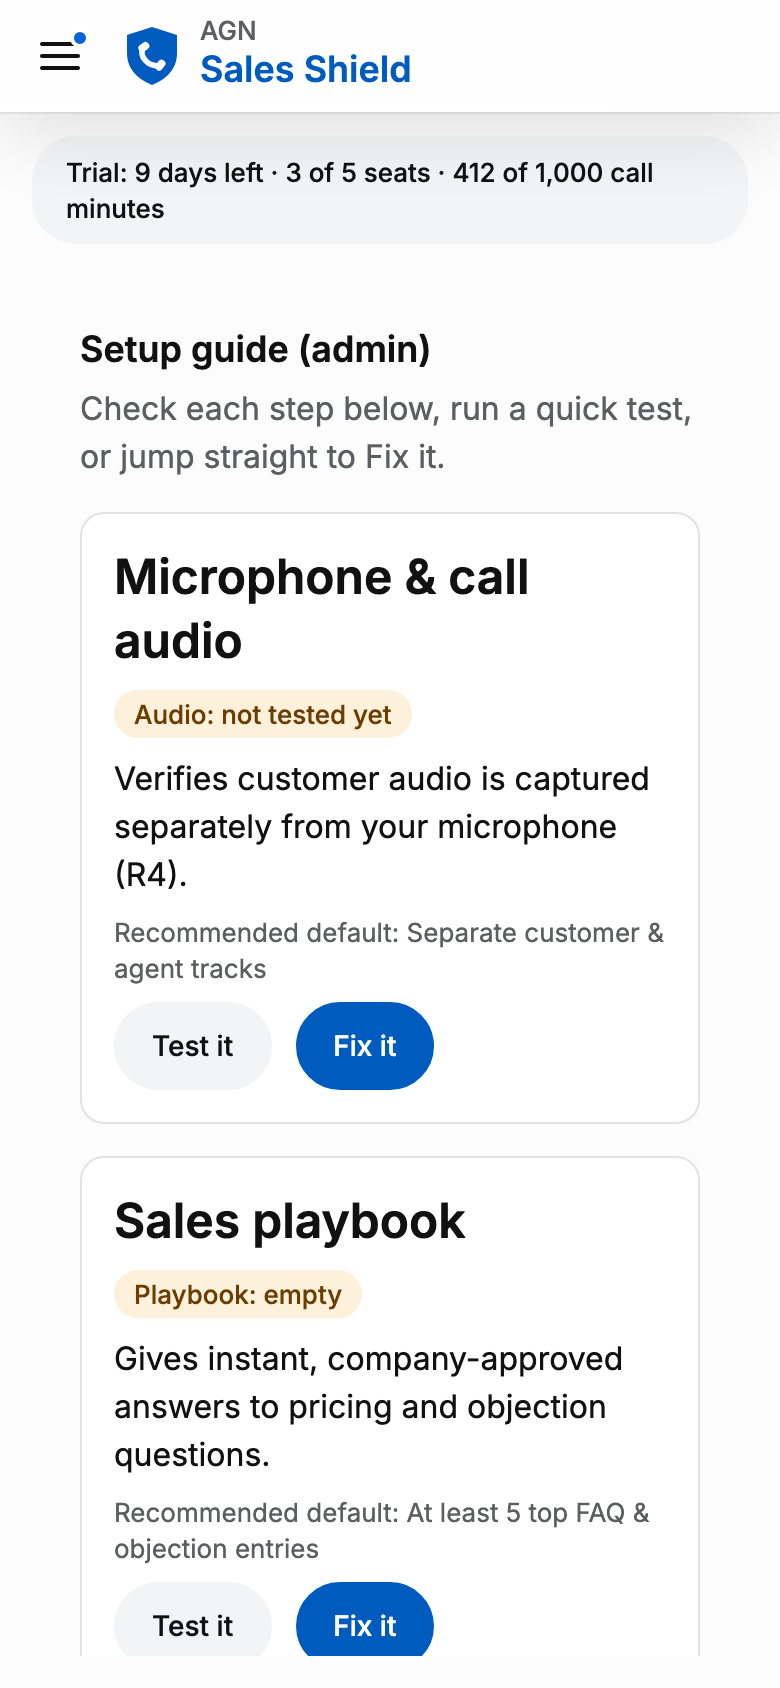 AGN
Sales Shield
Trial: 9 days left · 3 of 5 seats · 412 of 1,000 call
minutes
Setup guide (admin)
Check each step below, run a quick test,
or jump straight to Fix it.
Microphone & call
audio
Audio: not tested yet
Verifies customer audio is captured
separately from your microphone
(R4).
Recommended default: Separate customer &
agent tracks
Test it
Fix it
Sales playbook
Playbook: empty
Gives instant, company-approved
answers to pricing and objection
questions.
Recommended default: At least 5 top FAQ &
objection entries
Test it
Fix it